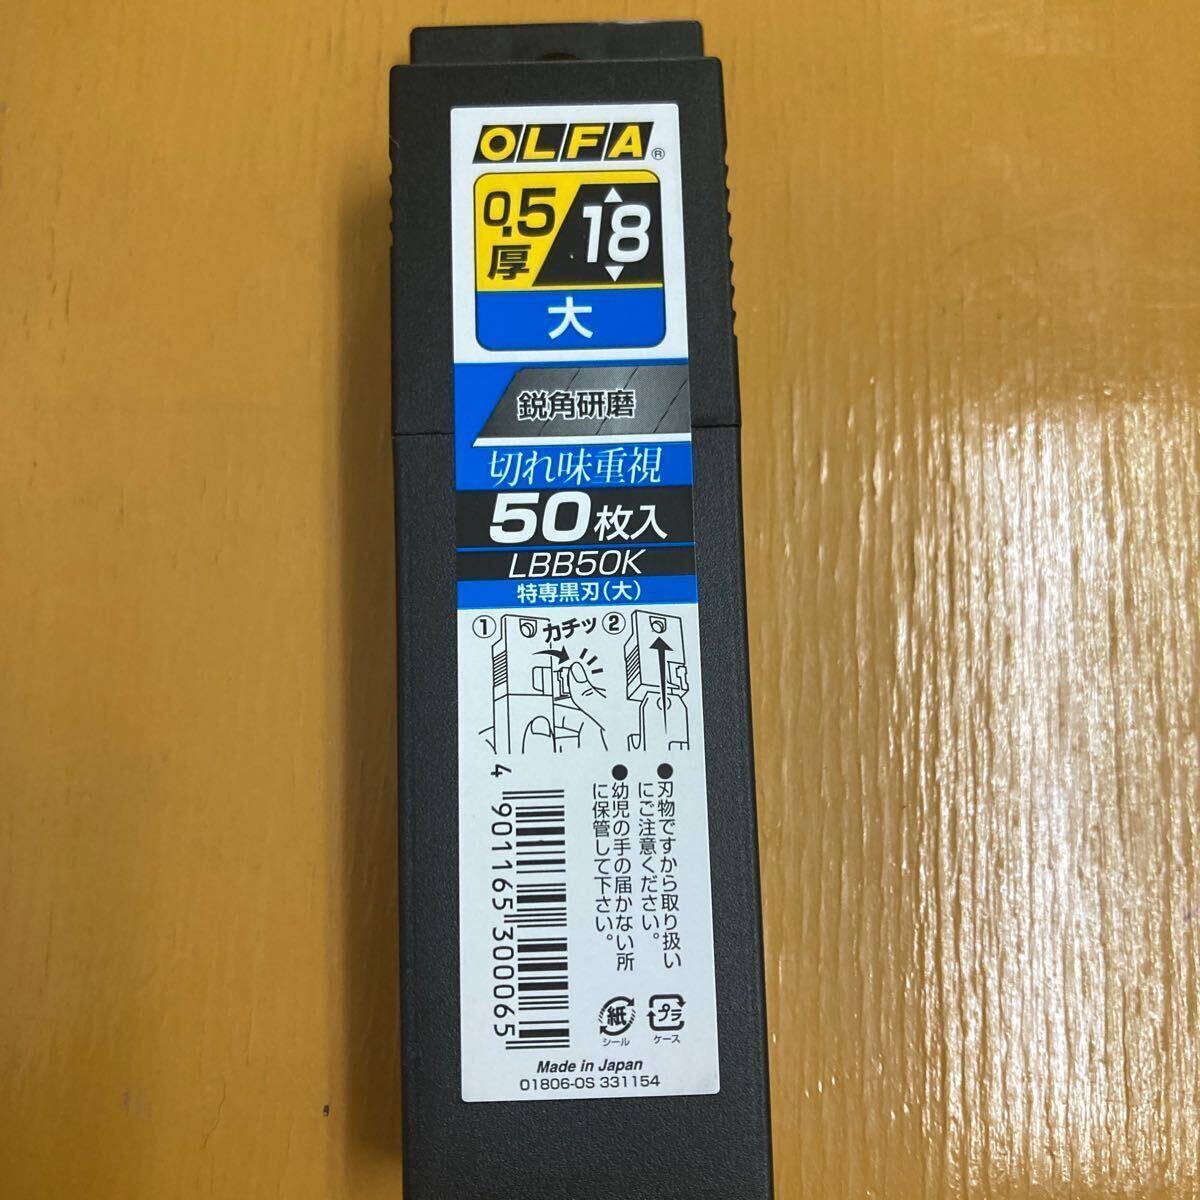 OLFA®
0.5
厚
18
大
鋭角研磨
切れ味重視
50枚入
LBB50K
特専黒刃(大)
① カチッ ②
●刃物ですから取り扱い
にご注意ください。
●幼児の手の届かない所
に保管して下さい。
4 901165 300065
紙
シール
プラ
ケース
Made in Japan
01806-0S 331154